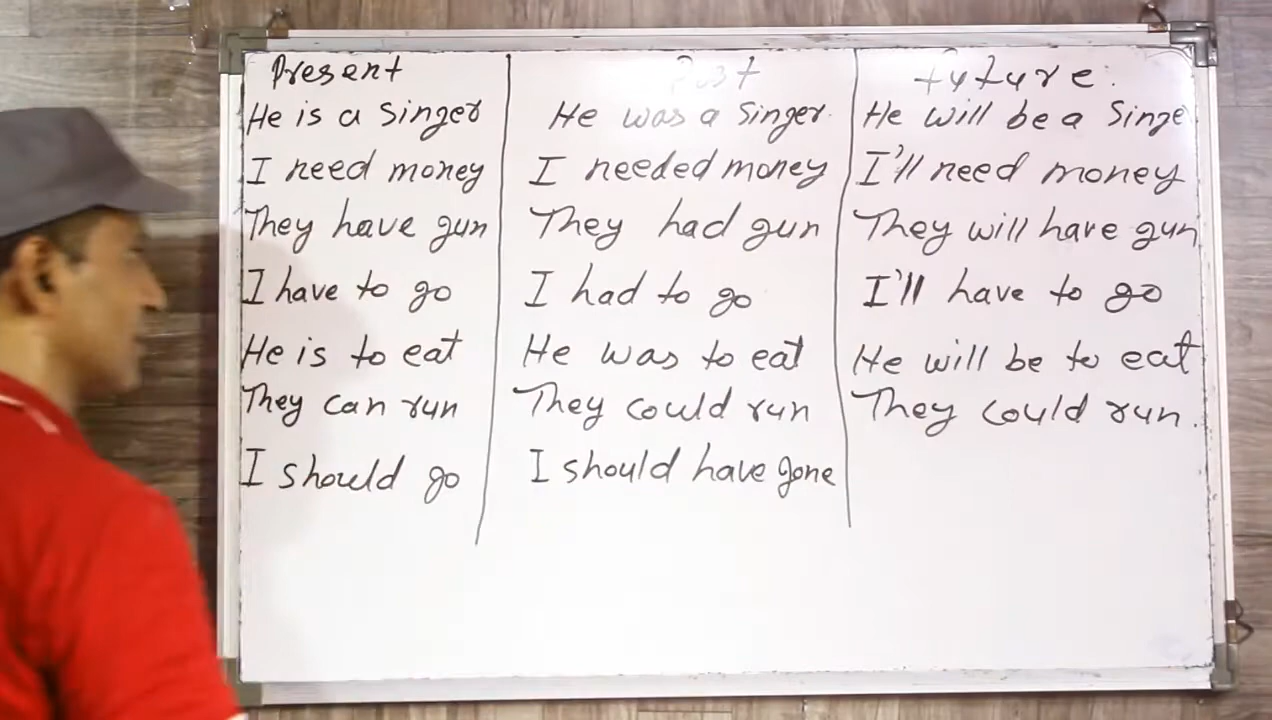 Present Past future:
He is a Singer He was a Singer. He will be a Singe
I need money I needed money I'll need money
They have gun They had gun They will have gun
I have to go I had to go I'll have to go
He is to eat He was to eat He will be to eat
They can run They could run They could run.
I should go I should have gone